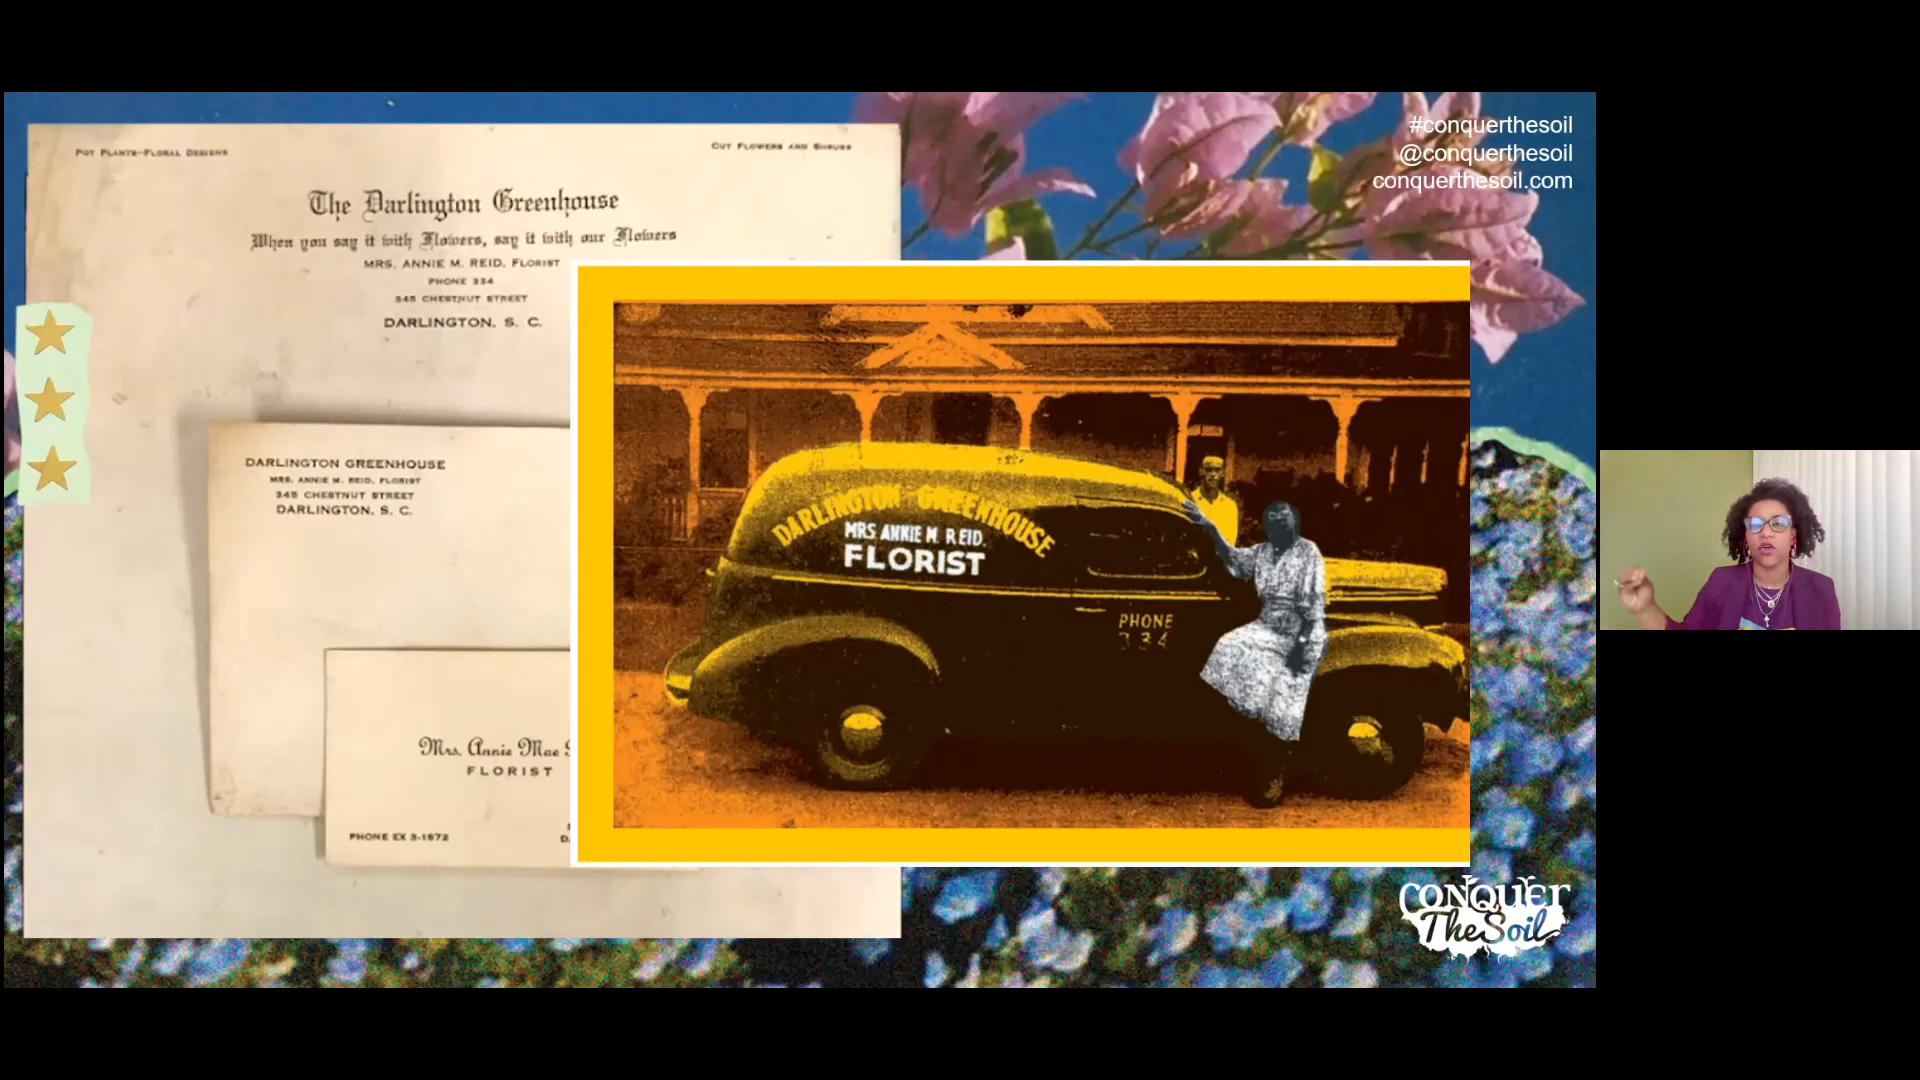 #conquerthesoil
@conquerthesoil
conquerthesoil.com
POT PLANTS-FLORAL DESIGNS
CUT FLOWERS AND SHRUBS
The Darlington Greenhouse
When you say it with Flowers, say it with our Flowers
MRS. ANNIE M. REID, FLORIST
PHONE 334
345 CHESTNUT STREET
DARLINGTON, S. C.
DARLINGTON GREENHOUSE
MRS. ANNIE M. REID, FLORIST
345 CHESTNUT STREET
DARLINGTON, S. C.
Mrs. Annie Mae
FLORIST
PHONE EX 3-1672
DARLINGTON GREENHOUSE
MRS. ANNIE M. REID.
FLORIST
PHONE
334
CONQUER
The Soil